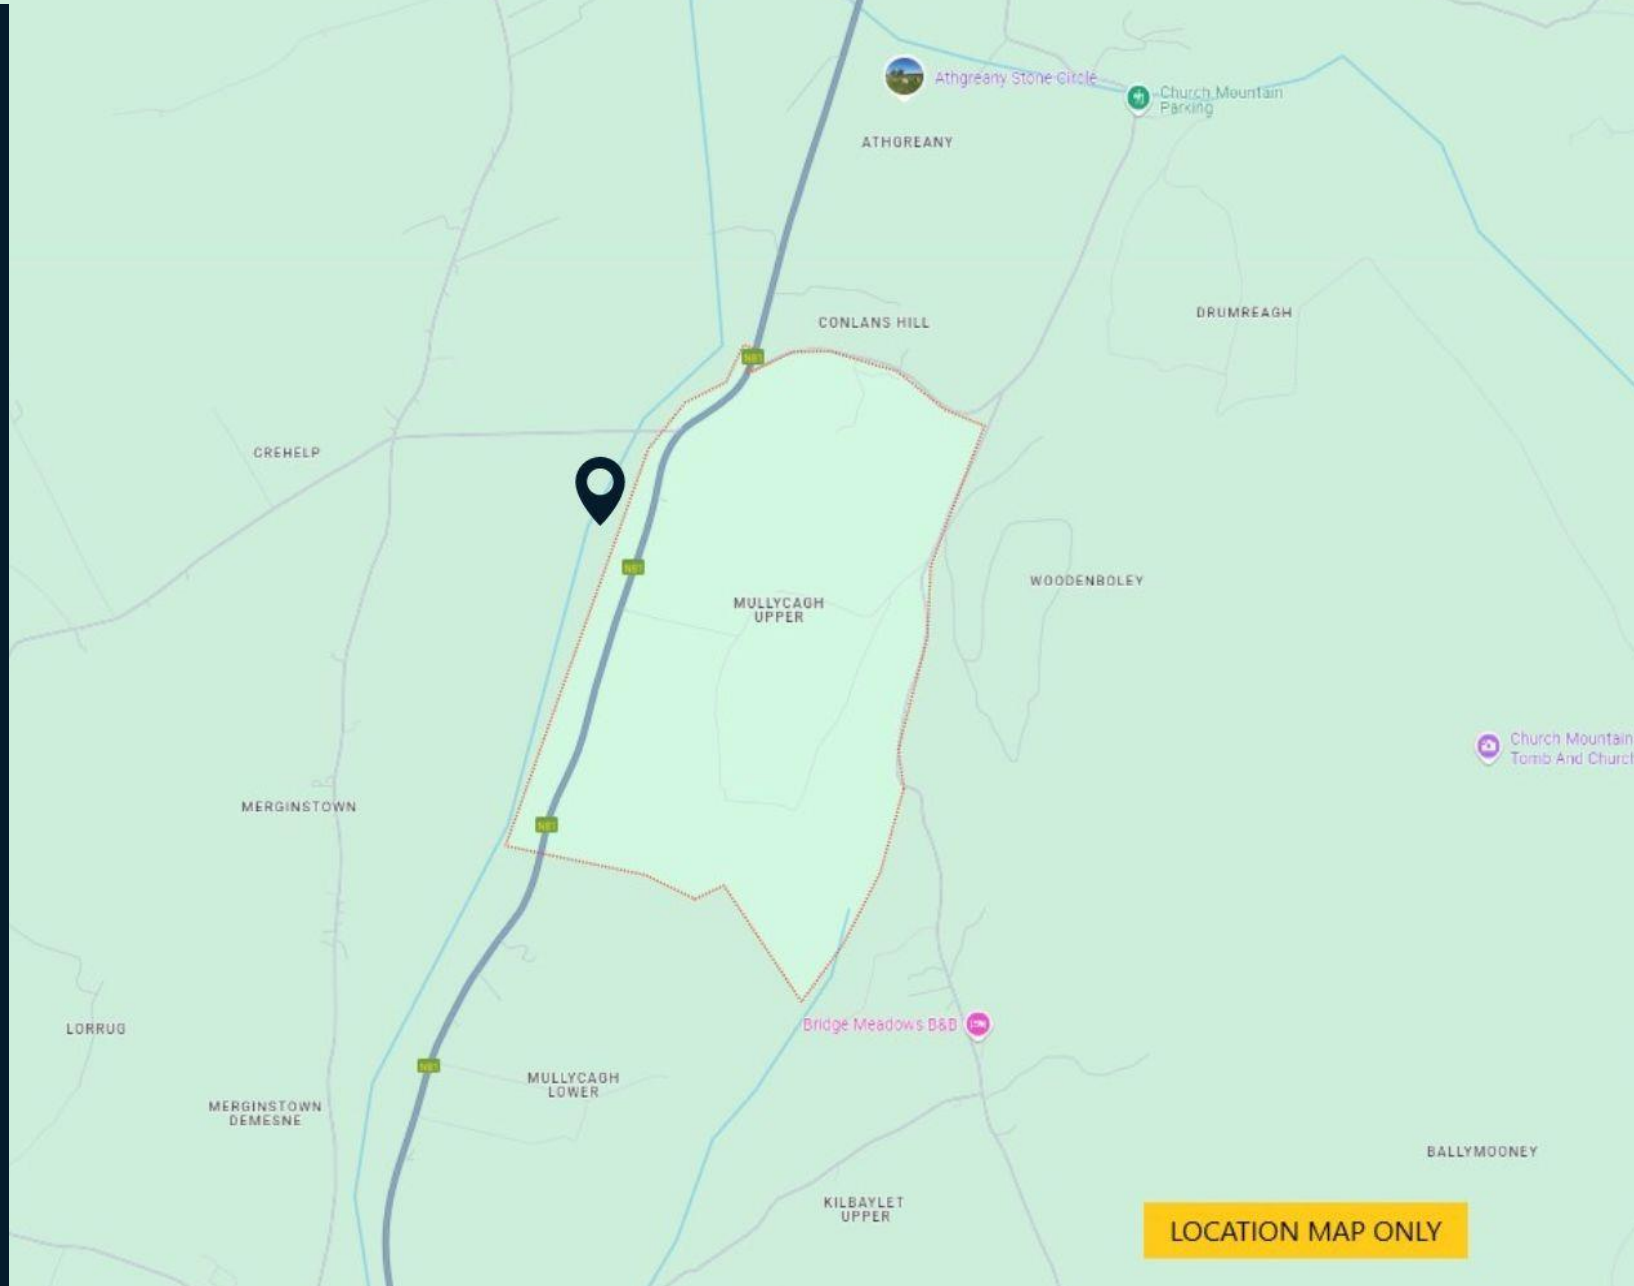 Athgreany Stone Circle
Church Mountain
Parking
ATHGREANY
DRUMREAGH
CONLANS HILL
N81
CREHELP
N81
WOODENBOLEY
MULLYCAGH
UPPER
Church Mountain
Tomb And Church
MERGINSTOWN
N81
LORRUG
Bridge Meadows B&B
N81
MULLYCAGH
LOWER
MERGINSTOWN
DEMESNE
BALLYMOONEY
KILBAYLET
UPPER
LOCATION MAP ONLY